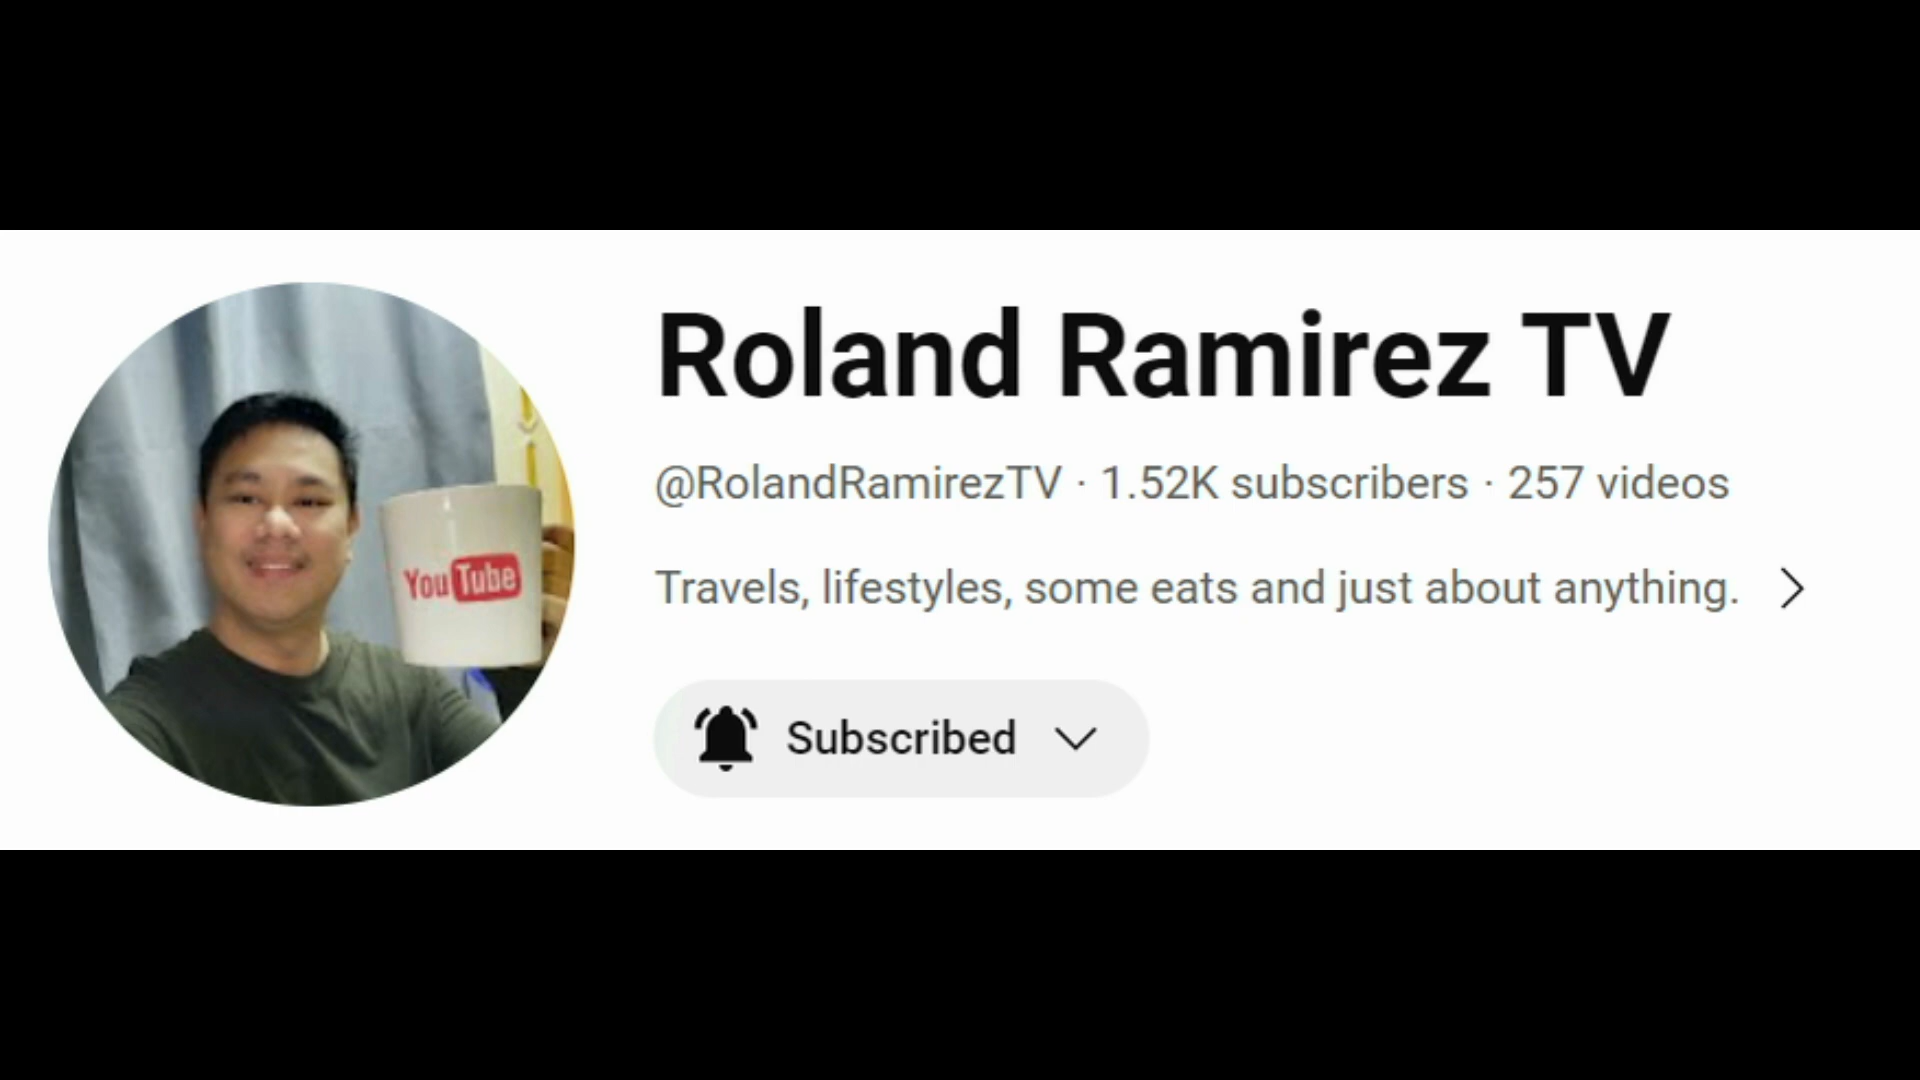 Roland Ramirez TV
@RolandRamirezTV · 1.52K subscribers · 257 videos
Travels, lifestyles, some eats and just about anything.
Subscribed
YouTube